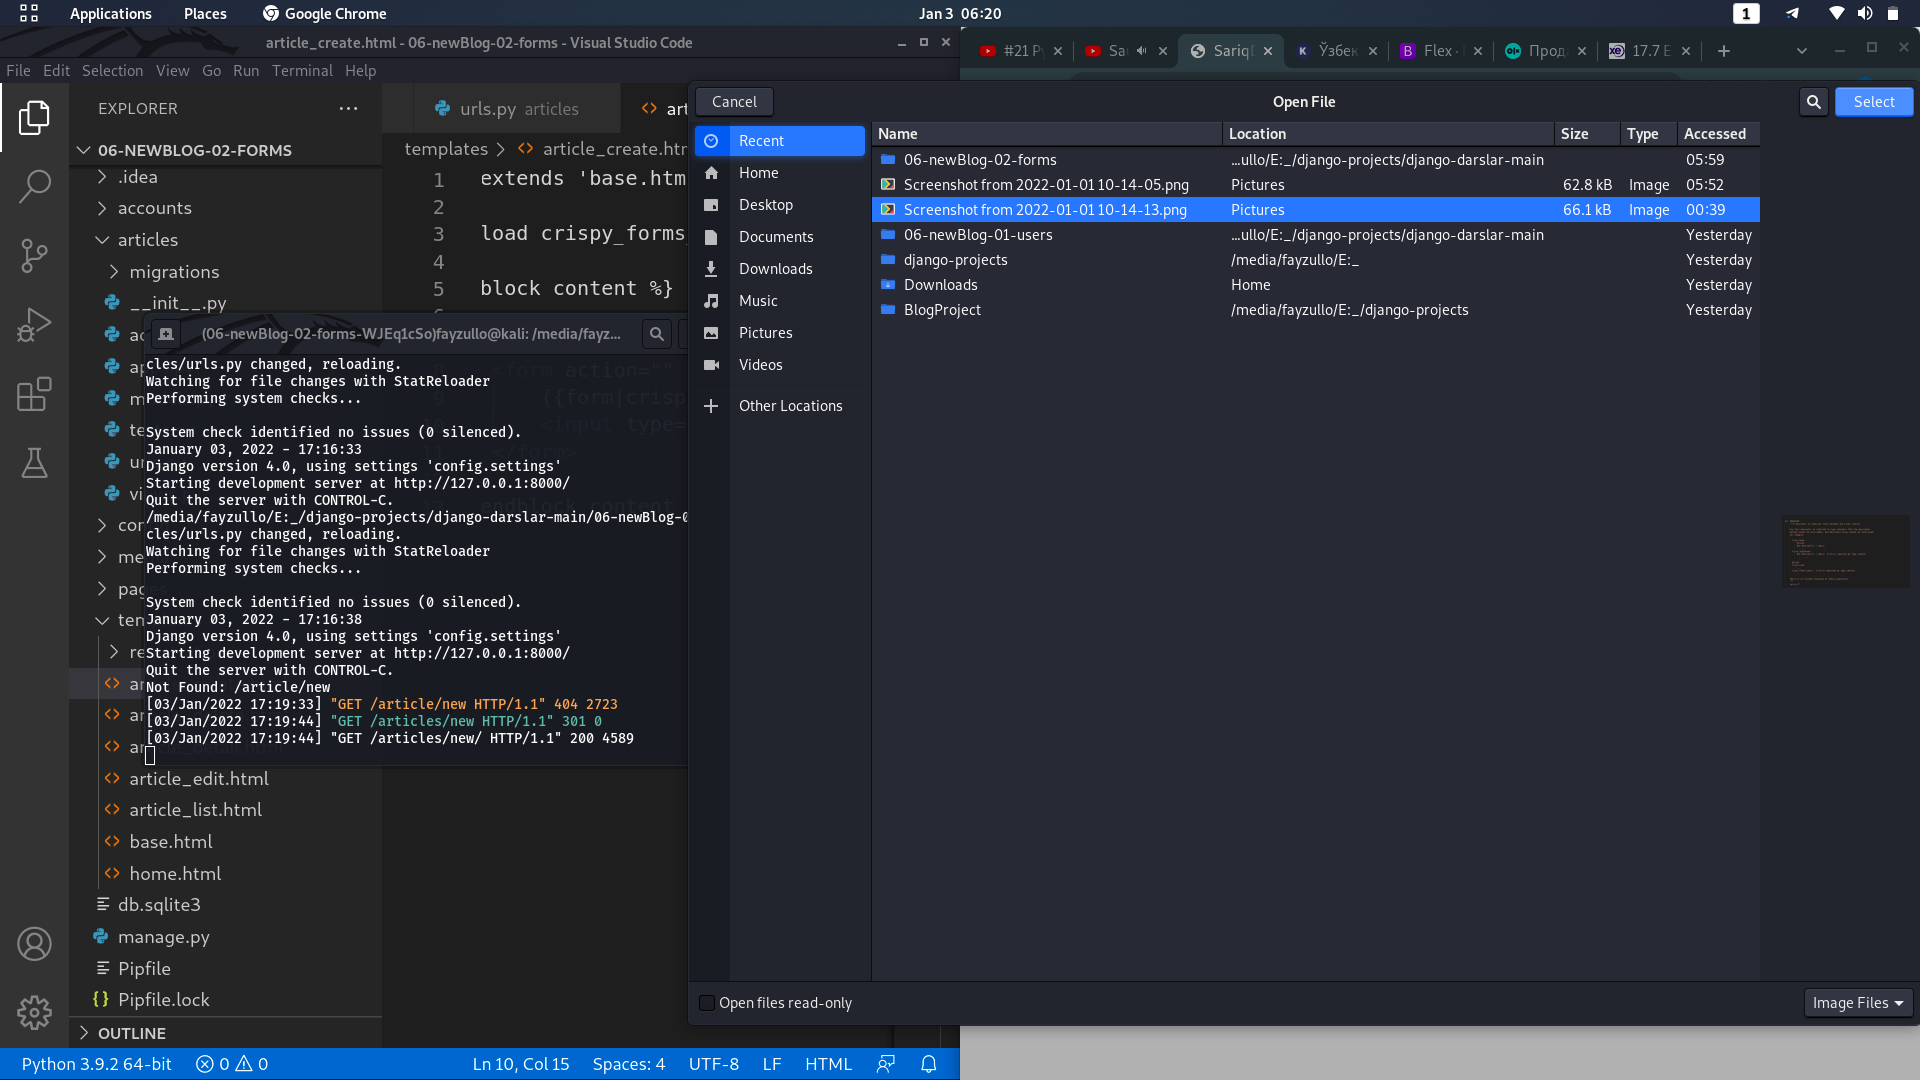 Applications Places Google Chrome
Jan 3 06:20
1
article_create.html - 06-newBlog-02-forms - Visual Studio Code
File Edit Selection View Go Run Terminal Help
EXPLORER
06-NEWBLOG-02-FORMS
.idea
accounts
articles
migrations
__init__.py
ten
article_edit.html
article_list.html
base.html
home.html
db.sqlite3
manage.py
Pipfile
Pipfile.lock
OUTLINE
urls.py articles
art
templates > article_create.htm
1 extends 'base.htm
2
3 load crispy_forms_
4
5 block content %}
<form action=""
{{form|crisp
<input type=
(06-newBlog-02-forms-WJEq1cSo)fayzullo@kali: /media/fayz...
cles/urls.py changed, reloading.
Watching for file changes with StatReloader
Performing system checks...
System check identified no issues (0 silenced).
January 03, 2022 - 17:16:33
Django version 4.0, using settings 'config.settings'
Starting development server at http://127.0.0.1:8000/
Quit the server with CONTROL-C.
/media/fayzullo/E:_/django-projects/django-darslar-main/06-newBlog-0
cles/urls.py changed, reloading.
Watching for file changes with StatReloader
Performing system checks...
System check identified no issues (0 silenced).
January 03, 2022 - 17:16:38
Django version 4.0, using settings 'config.settings'
Starting development server at http://127.0.0.1:8000/
Quit the server with CONTROL-C.
Not Found: /article/new
[03/Jan/2022 17:19:33] "GET /article/new HTTP/1.1" 404 2723
[03/Jan/2022 17:19:44] "GET /articles/new HTTP/1.1" 301 0
[03/Jan/2022 17:19:44] "GET /articles/new/ HTTP/1.1" 200 4589
Python 3.9.2 64-bit 0 0 Ln 10, Col 15 Spaces: 4 UTF-8 LF HTML
#21 Py Sar Sariq Ўзбек Flex · Прод 17.7 E
Cancel Open File Select
Recent
Home
Desktop
Documents
Downloads
Music
Pictures
Videos
Other Locations
Name Location Size Type Accessed
06-newBlog-02-forms ...ullo/E:_/django-projects/django-darslar-main 05:59
Screenshot from 2022-01-01 10-14-05.png Pictures 62.8 kB Image 05:52
Screenshot from 2022-01-01 10-14-13.png Pictures 66.1 kB Image 00:39
06-newBlog-01-users ...ullo/E:_/django-projects/django-darslar-main Yesterday
django-projects /media/fayzullo/E:_ Yesterday
Downloads Home Yesterday
BlogProject /media/fayzullo/E:_/django-projects Yesterday
Open files read-only
Image Files